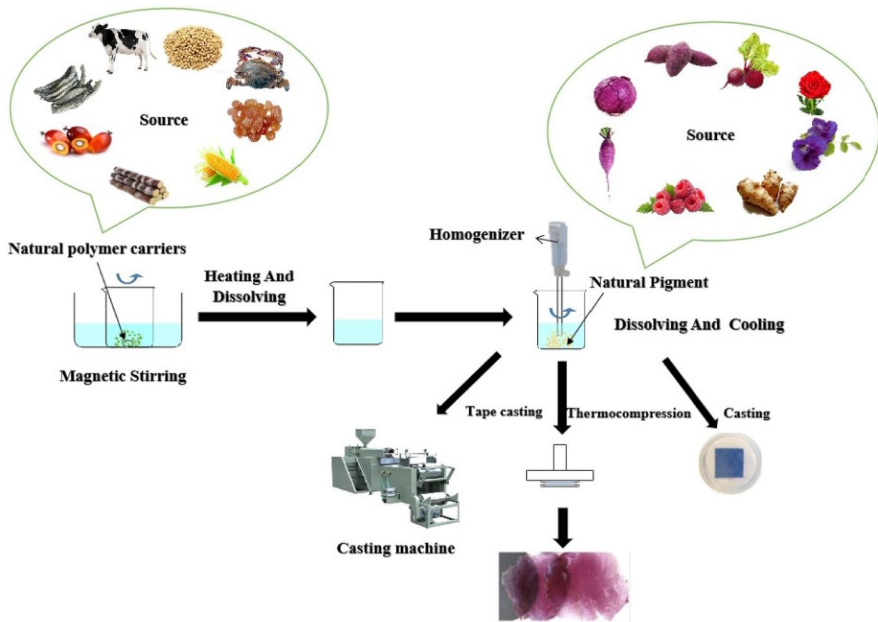 Source
Source
Natural polymer carriers
Homogenizer
Heating And
Dissolving
Natural Pigment
Dissolving And Cooling
Magnetic Stirring
Tape casting
Thermocompression
Casting
Casting machine